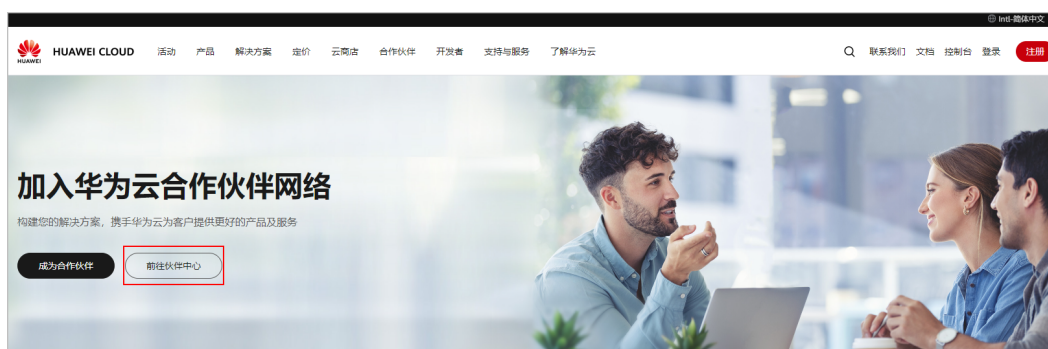 Intl-简体中文
HUAWEI
HUAWEI CLOUD 活动 产品 解决方案 定价 云商店 合作伙伴 开发者 支持与服务 了解华为云 联系我们 文档 控制台 登录 注册
加入华为云合作伙伴网络
构建您的解决方案，携手华为云为客户提供更好的产品及服务
成为合作伙伴 前往伙伴中心